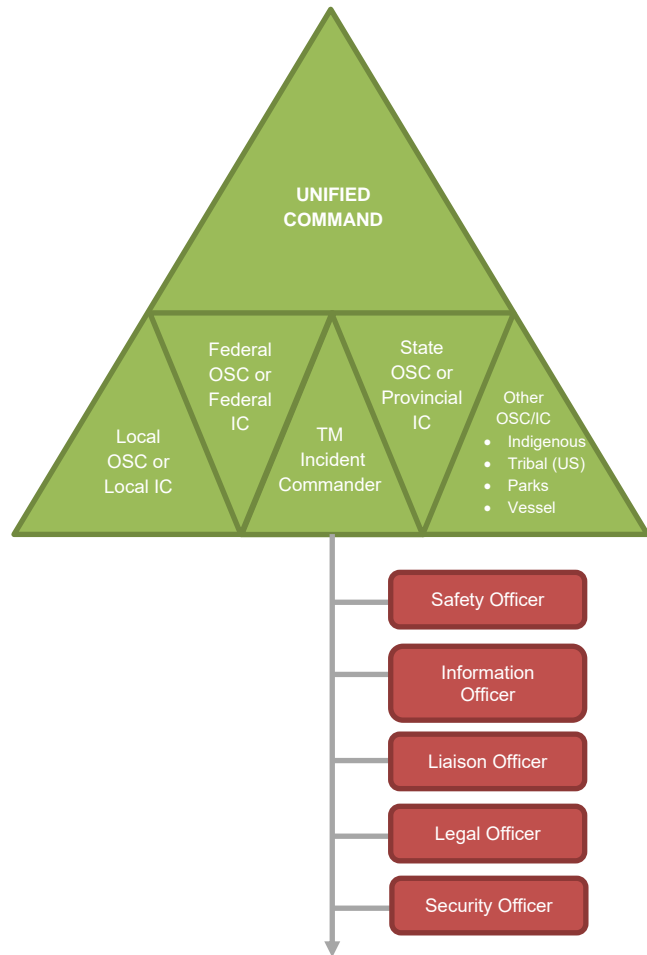 UNIFIED
COMMAND
Local
OSC or
Local IC
Federal
OSC or
Federal
IC
TM
Incident
Commander
State
OSC or
Provincial
IC
Other
OSC/IC
• Indigenous
• Tribal (US)
• Parks
• Vessel
Safety Officer
Information
Officer
Liaison Officer
Legal Officer
Security Officer